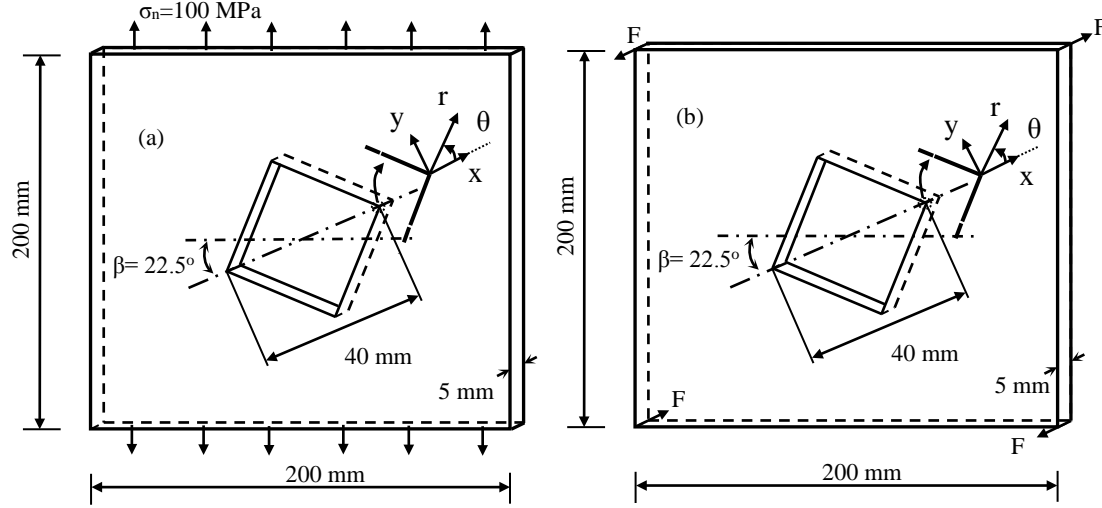 σn=100 MPa
(a)
y
r
θ
x
200 mm
β= 22.5°
40 mm
5 mm
200 mm
F
F
(b)
y
r
θ
x
200 mm
β= 22.5°
40 mm
5 mm
F
F
200 mm